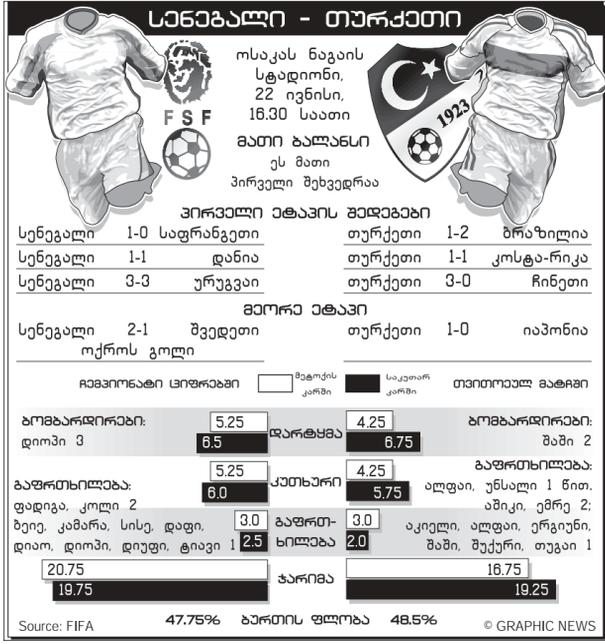 სენეგალი - თურქეთი
ოსაკას ნაგაის
სტადიონი,
22 ივნისი,
16.30 საათი
FSF
1923
მათი ბალანსი
ეს მათი
პირველი შეხვედრაა
პირველი ეტაპის შედეგები
სენეგალი 1-0 საფრანგეთი თურქეთი 1-2 ბრაზილია
სენეგალი 1-1 დანია თურქეთი 1-1 კოსტა-რიკა
სენეგალი 3-3 ურუგვაი თურქეთი 3-0 ჩინეთი
მეორე ეტაპი
სენეგალი 2-1 შვედეთი თურქეთი 1-0 იაპონია
ოქროს გოლი
ჩემპიონატი ციფრებში მეტოქის კარში საკუთარ კარში თვითოეულ მატჩში
ბომბარდირები: 5.25 დარტყმა 4.25 ბომბარდირები:
დიოპი 3 6.5 6.75 შაში 2
გაფრთხილება: 5.25 კუთხური 4.25 გაფრთხილება:
ფადიგა, კოლი 2 6.0 5.75 ალფაი, უნსალი 1 წით.
აშიკი, ემრე 2;
ბეიე, კამარა, სისე, დაფი, 3.0 გაფრთ- 3.0 აკიელი, ალფაი, ერგიუნი,
დიაო, დიოპი, დიუფი, ტიავი 1 2.5 ხილება 2.0 შაში, შუქური, თუგაი 1
20.75 ჯარიმა 16.75
19.75 19.25
47.75% ბურთის ფლობა 48.5%
Source: FIFA © GRAPHIC NEWS